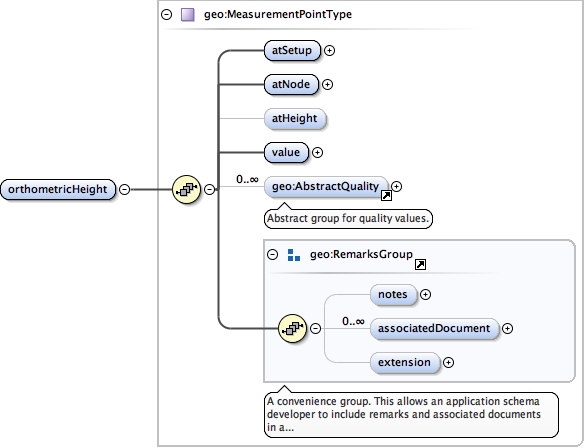 geo:MeasurementPointType
atSetup
atNode
atHeight
value
orthometricHeight
0..∞
geo:AbstractQuality
Abstract group for quality values.
geo:RemarksGroup
notes
0..∞
associatedDocument
extension
A convenience group. This allows an application schema
developer to include remarks and associated documents
in a...